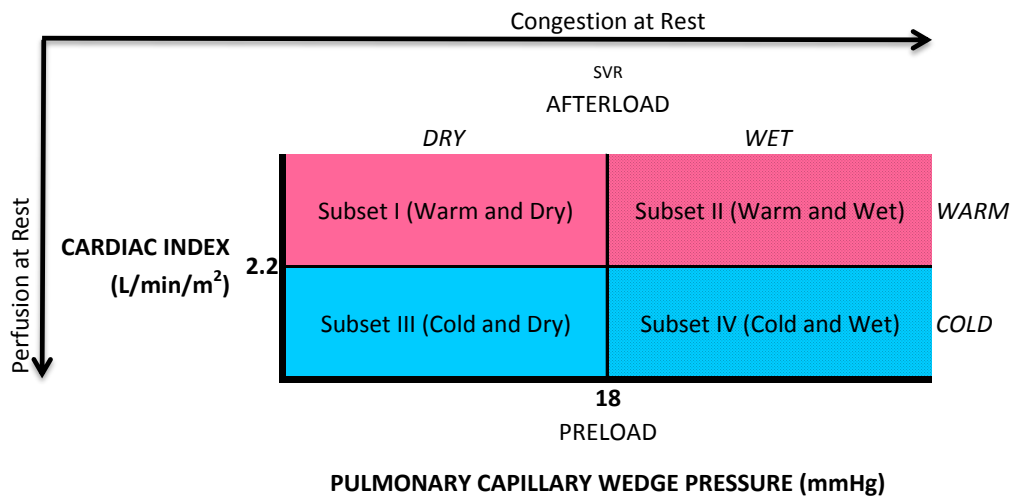 Congestion at Rest
SVR
AFTERLOAD
DRY WET
Subset I (Warm and Dry) Subset II (Warm and Wet) WARM
Perfusion at Rest
CARDIAC INDEX
(L/min/m²)
2.2
Subset III (Cold and Dry) Subset IV (Cold and Wet) COLD
18
PRELOAD
PULMONARY CAPILLARY WEDGE PRESSURE (mmHg)